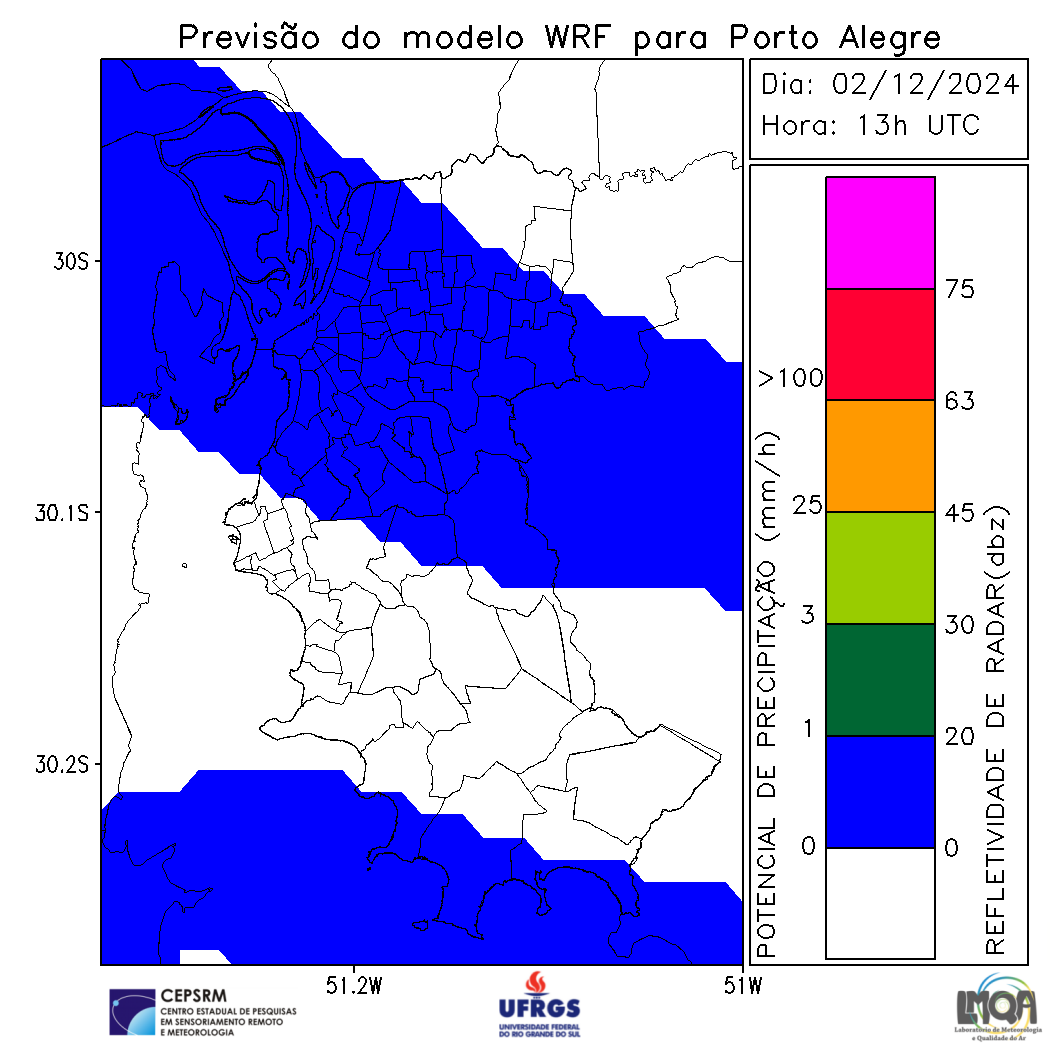 Previsão do modelo WRF para Porto Alegre
Dia: 02/12/2024
Hora: 13h UTC
30S
30.1S
30.2S
51.2W
51W
POTENCIAL DE PRECIPITAÇÃO (mm/h)
>100
25
3
1
0
75
63
45
30
20
0
REFLETIVIDADE DE RADAR(dbz)
CEPSRM
CENTRO ESTADUAL DE PESQUISAS
EM SENSORIAMENTO REMOTO
E METEOROLOGIA
UFRGS
UNIVERSIDADE FEDERAL
DO RIO GRANDE DO SUL
LMQA
Laboratório de Meteorologia
e Qualidade do Ar